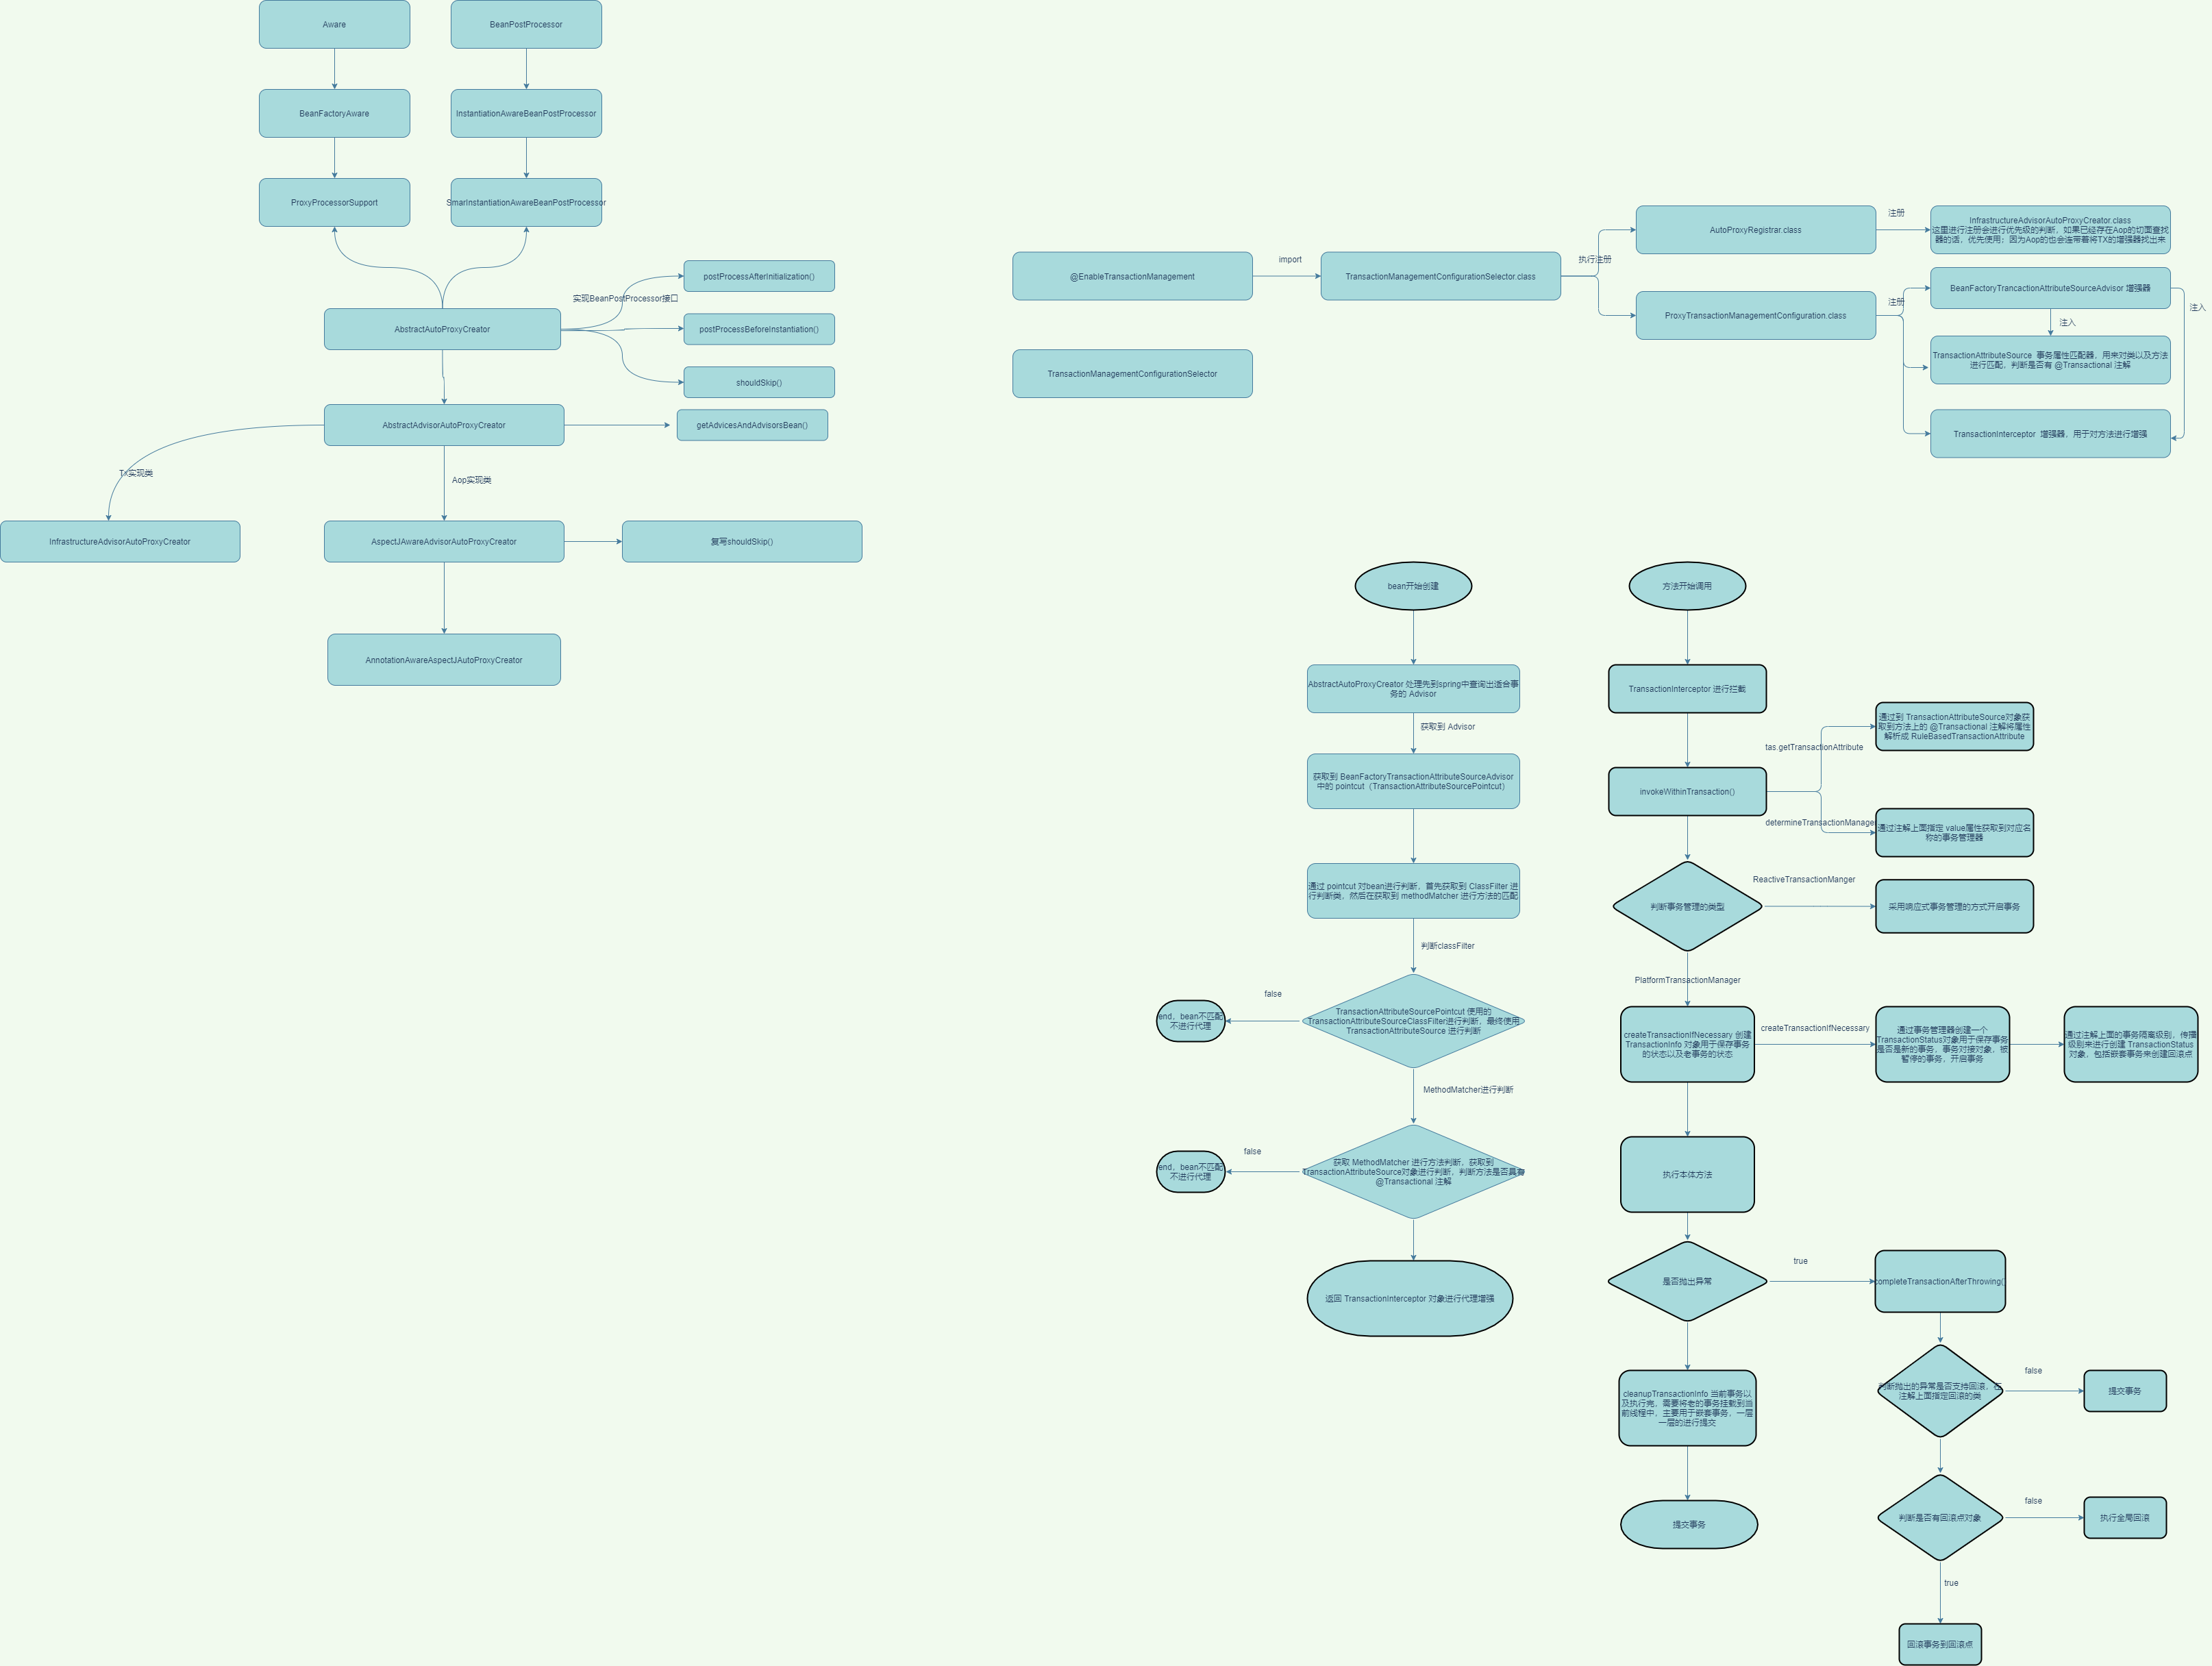 Aware
BeanPostProcessor
BeanFactoryAware
InstantiationAwareBeanPostProcessor
ProxyProcessorSupport
SmarInstantiationAwareBeanPostProcessor
postProcessAfterInitialization()
实现BeanPostProcessor接口
AbstractAutoProxyCreator
postProcessBeforeInstantiation()
shouldSkip()
AbstractAdvisorAutoProxyCreator
getAdvicesAndAdvisorsBean()
Tx实现类
Aop实现类
InfrastructureAdvisorAutoProxyCreator
AspectJAwareAdvisorAutoProxyCreator
复写shouldSkip()
AnnotationAwareAspectJAutoProxyCreator
@EnableTransactionManagement
import
TransactionManagementConfigurationSelector.class
执行注册
AutoProxyRegistrar.class
注册
InfrastructureAdvisorAutoProxyCreator.class
这里进行注册会进行优先级的判断，如果已经存在Aop的切面查找
器的话，优先使用；因为Aop的也会连带着将TX的增强器找出来
ProxyTransactionManagementConfiguration.class
注册
BeanFactoryTrancactionAttributeSourceAdvisor 增强器
注入
注入
TransactionAttributeSource 事务属性匹配器，用来对类以及方法
进行匹配，判断是否有 @Transactional 注解
TransactionInterceptor 增强器，用于对方法进行增强
TransactionManagementConfigurationSelector
bean开始创建
AbstractAutoProxyCreator 处理先到spring中查询出适合事
务的 Advisor
获取到 Advisor
获取到 BeanFactoryTransactionAttributeSourceAdvisor
中的 pointcut（TransactionAttributeSourcePointcut）
通过 pointcut 对bean进行判断，首先获取到 ClassFilter 进
行判断类，然后在获取到 methodMatcher 进行方法的匹配
判断classFilter
TransactionAttributeSourcePointcut 使用的
TransactionAttributeSourceClassFilter进行判断，最终使用
TransactionAttributeSource 进行判断
false
end，bean不匹配
不进行代理
MethodMatcher进行判断
获取 MethodMatcher 进行方法判断，获取到
TransactionAttributeSource对象进行判断，判断方法是否具有
@Transactional 注解
false
end，bean不匹配
不进行代理
返回 TransactionInterceptor 对象进行代理增强
方法开始调用
TransactionInterceptor 进行拦截
invokeWithinTransaction()
tas.getTransactionAttribute
通过到 TransactionAttributeSource对象获
取到方法上的 @Transactional 注解将属性
解析成 RuleBasedTransactionAttribute
determineTransactionManage
通过注解上面指定 value属性获取到对应名
称的事务管理器
判断事务管理的类型
ReactiveTransactionManger
采用响应式事务管理的方式开启事务
PlatformTransactionManager
createTransactionIfNecessary 创建
TransactionInfo 对象用于保存事务
的状态以及老事务的状态
createTransactionIfNecessary
通过事务管理器创建一个
TransactionStatus对象用于保存事务
是否是新的事务，事务对接对象，被
暂停的事务，开启事务
通过注解上面的事务隔离级别，传播
级别来进行创建 TransactionStatus
对象，包括嵌套事务来创建回滚点
执行本体方法
是否抛出异常
true
completeTransactionAfterThrowing()
判断抛出的异常是否支持回滚，在
注解上面指定回滚的类
false
提交事务
cleanupTransactionInfo 当前事务以
及执行完，需要将老的事务挂载到当
前线程中，主要用于嵌套事务，一层
一层的进行提交
提交事务
判断是否有回滚点对象
false
执行全局回滚
true
回滚事务到回滚点